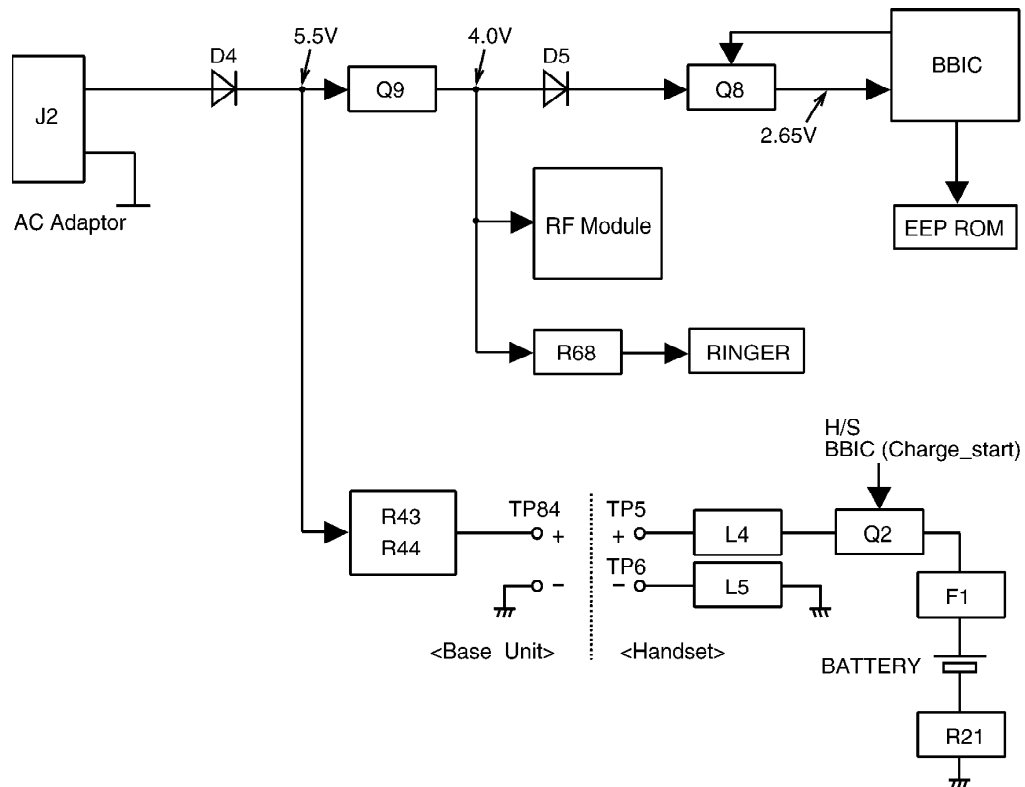 5.5V
4.0V
D4
D5
BBIC
J2
Q9
Q8
2.65V
AC Adaptor
RF Module
EEP ROM
R68
RINGER
H/S
BBIC (Charge_start)
R43
R44
TP84
+
TP5
+
L4
Q2
−
TP6
−
L5
F1
<Base Unit>
<Handset>
BATTERY
R21